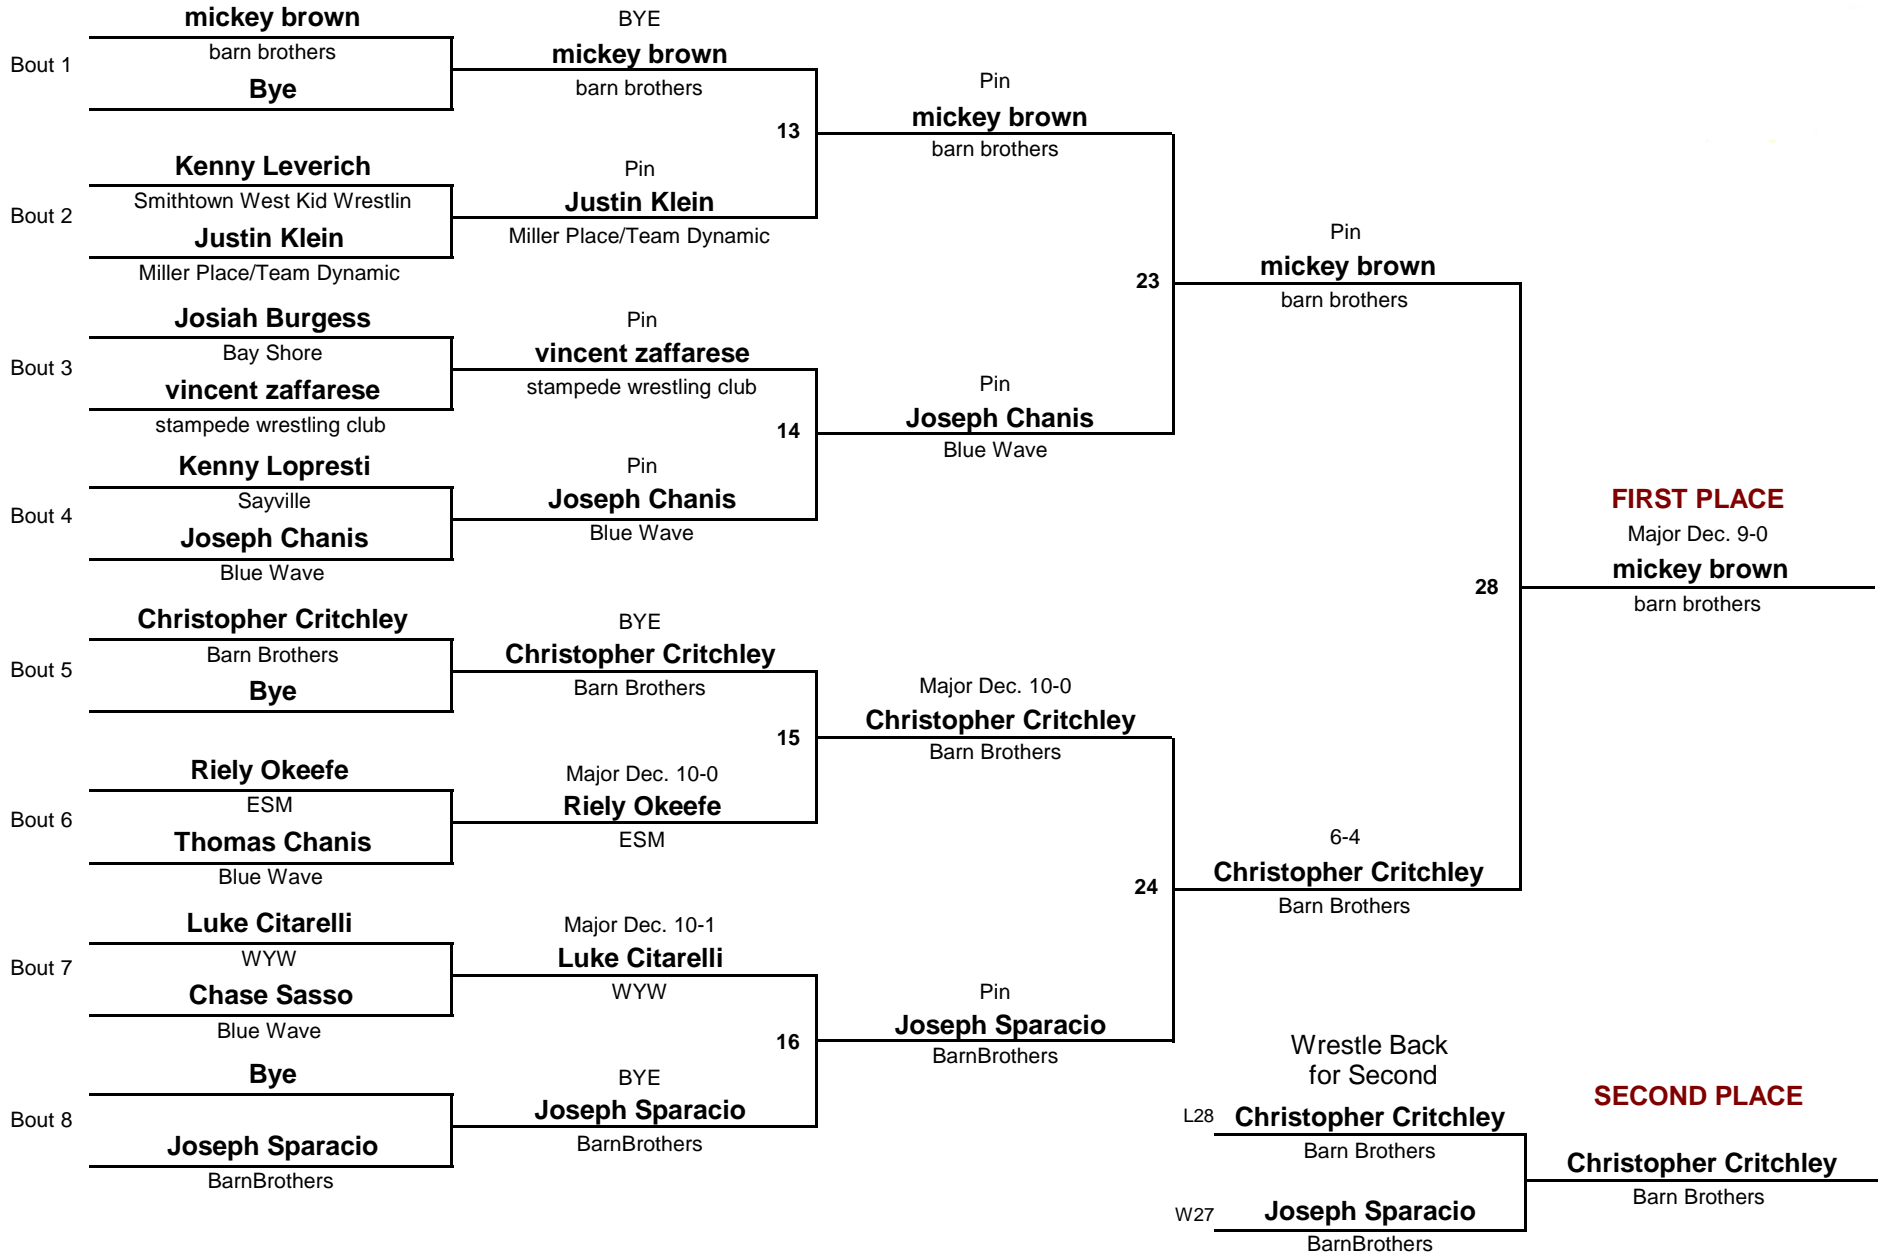 mickey brown
Bout 1
barn brothers
Bye
Kenny Leverich
Bout 2
Smithtown West Kid Wrestlin
Justin Klein
Miller Place/Team Dynamic
Josiah Burgess
Bout 3
Bay Shore
vincent zaffarese
stampede wrestling club
Kenny Lopresti
Bout 4
Sayville
Joseph Chanis
Blue Wave
Christopher Critchley
Bout 5
Barn Brothers
Bye
Riely Okeefe
Bout 6
ESM
Thomas Chanis
Blue Wave
Luke Citarelli
Bout 7
WYW
Chase Sasso
Blue Wave
Bye
Bout 8
Joseph Sparacio
BarnBrothers
BYE
mickey brown
barn brothers
13
Pin
Justin Klein
Miller Place/Team Dynamic
Pin
vincent zaffarese
stampede wrestling club
14
Pin
Joseph Chanis
Blue Wave
BYE
Christopher Critchley
Barn Brothers
15
Major Dec. 10-0
Riely Okeefe
ESM
Major Dec. 10-1
Luke Citarelli
WYW
16
BYE
Joseph Sparacio
BarnBrothers
Pin
mickey brown
barn brothers
23
Pin
Joseph Chanis
Blue Wave
Major Dec. 10-0
Christopher Critchley
Barn Brothers
24
Pin
Joseph Sparacio
BarnBrothers
Pin
mickey brown
barn brothers
28
6-4
Christopher Critchley
Barn Brothers
FIRST PLACE
Major Dec. 9-0
mickey brown
barn brothers
Wrestle Back
for Second
L28 Christopher Critchley
Barn Brothers
W27 Joseph Sparacio
BarnBrothers
SECOND PLACE
Christopher Critchley
Barn Brothers